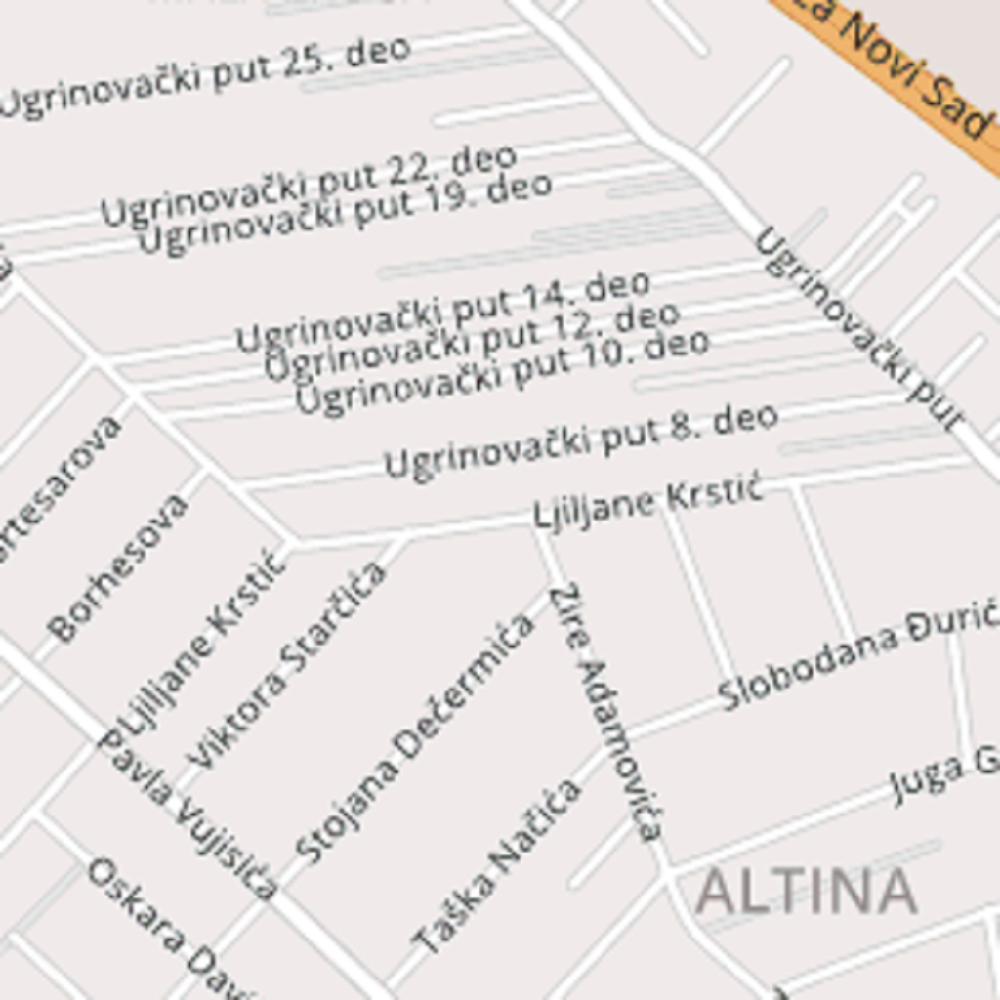 Za Novi Sad
Ugrinovački put 25. deo
Ugrinovački put 22. deo
Ugrinovački put 19. deo
Ugrinovački put
Ugrinovački put 14. deo
Ugrinovački put 12. deo
Ugrinovački put 10. deo
Ugrinovački put 8. deo
Ljiljane Krstić
Borhesova
Ljiljane Krstić
Viktora Starčića
Stojana Dečermića
Zire Adamovića
Slobodana Đurić
Pavla Vujisića
Taška Načića
Juga G
ALTINA
Oskara Davi